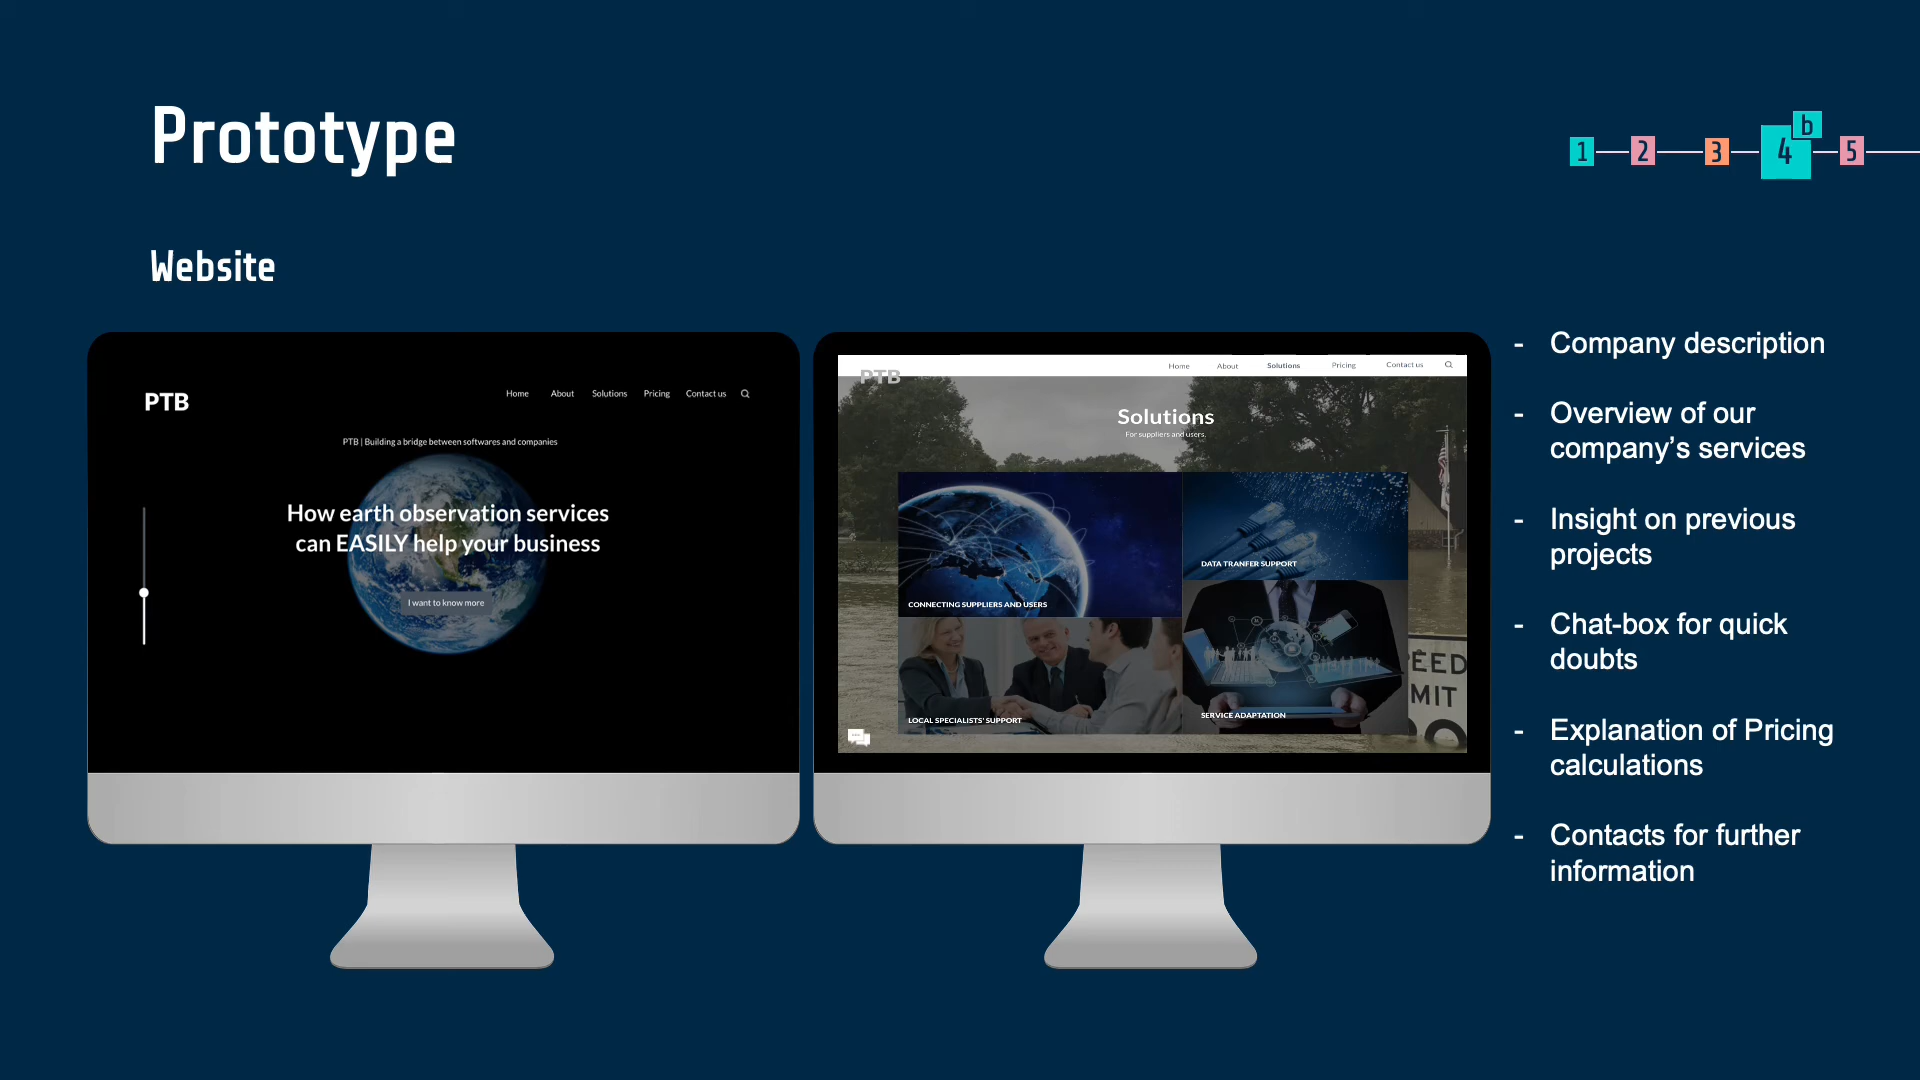 Prototype
1
2
3
4
b
5
Website
PTB
Home About Solutions Pricing Contact us
PTB | Building a bridge between softwares and companies
How earth observation services
can EASILY help your business
I want to know more
PTB
Home About Solutions Pricing Contact us
Solutions
For suppliers and users.
CONNECTING SUPPLIERS AND USERS
DATA TRANFER SUPPORT
LOCAL SPECIALISTS' SUPPORT
SERVICE ADAPTATION
- Company description
- Overview of our
company’s services
- Insight on previous
projects
- Chat-box for quick
doubts
- Explanation of Pricing
calculations
- Contacts for further
information